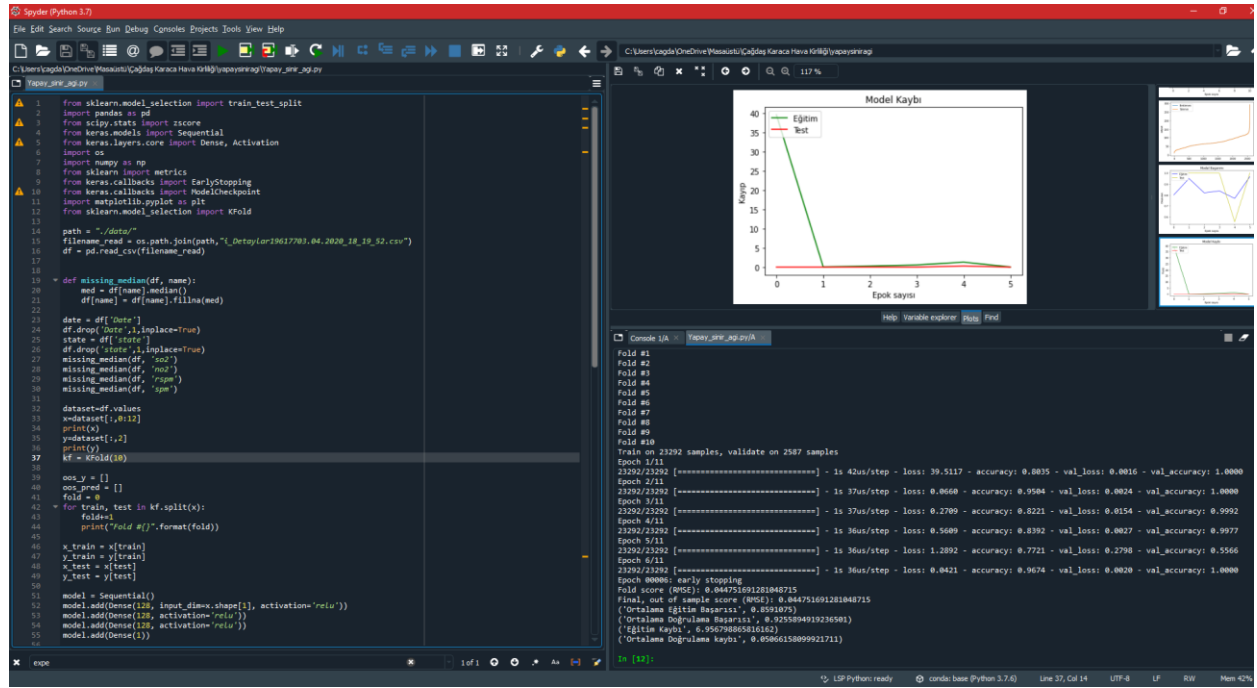 Spyder (Python 3.7)
File Edit Search Source Run Debug Consoles Projects Tools View Help
C:\Users\cagda\OneDrive\Masaüstü\Çağdaş Karaca Hava Kirliliği\yapaysiniragi
C:\Users\cagda\OneDrive\Masaüstü\Çağdaş Karaca Hava Kirliliği\yapaysiniragi\Yapay_sinir_agi.py
Yapay_sinir_agi.py
1 from sklearn.model_selection import train_test_split
2 import pandas as pd
3 from scipy.stats import zscore
4 from keras.models import Sequential
5 from keras.layers.core import Dense, Activation
6 import os
7 import numpy as np
8 from sklearn import metrics
9 from keras.callbacks import EarlyStopping
10 from keras.callbacks import ModelCheckpoint
11 import matplotlib.pyplot as plt
12 from sklearn.model_selection import KFold
13
14 path = "./data/"
15 filename_read = os.path.join(path,"i_Detaylar19617703.04.2020_18_19_52.csv")
16 df = pd.read_csv(filename_read)
17
18
19 def missing_median(df, name):
20 med = df[name].median()
21 df[name] = df[name].fillna(med)
22
23 date = df['Date']
24 df.drop('Date',1,inplace=True)
25 state = df['state']
26 df.drop('state',1,inplace=True)
27 missing_median(df, 'so2')
28 missing_median(df, 'no2')
29 missing_median(df, 'rspm')
30 missing_median(df, 'spm')
31
32 dataset=df.values
33 x=dataset[:,0:12]
34 print(x)
35 y=dataset[:,2]
36 print(y)
37 kf = KFold(10)
38
39 oos_y = []
40 oos_pred = []
41 fold = 0
42 for train, test in kf.split(x):
43 fold+=1
44 print("Fold #{}".format(fold))
45
46 x_train = x[train]
47 y_train = y[train]
48 x_test = x[test]
49 y_test = y[test]
50
51 model = Sequential()
52 model.add(Dense(128, input_dim=x.shape[1], activation='relu'))
53 model.add(Dense(128, activation='relu'))
54 model.add(Dense(128, activation='relu'))
55 model.add(Dense(1))
56
expe
1 of 1
Aa
117 %
Model Kaybı
Eğitim
Test
Kayıp
40
35
30
25
20
15
10
5
0
0 1 2 3 4 5
Epok sayısı
Help Variable explorer Plots Find
Console 1/A Yapay_sinir_agi.py/A
Fold #1
Fold #2
Fold #3
Fold #4
Fold #5
Fold #6
Fold #7
Fold #8
Fold #9
Fold #10
Train on 23292 samples, validate on 2587 samples
Epoch 1/11
23292/23292 [==============================] - 1s 42us/step - loss: 39.5117 - accuracy: 0.8035 - val_loss: 0.0016 - val_accuracy: 1.0000
Epoch 2/11
23292/23292 [==============================] - 1s 37us/step - loss: 0.0660 - accuracy: 0.9504 - val_loss: 0.0024 - val_accuracy: 1.0000
Epoch 3/11
23292/23292 [==============================] - 1s 37us/step - loss: 0.2709 - accuracy: 0.8221 - val_loss: 0.0154 - val_accuracy: 0.9992
Epoch 4/11
23292/23292 [==============================] - 1s 36us/step - loss: 0.5609 - accuracy: 0.8392 - val_loss: 0.0027 - val_accuracy: 0.9977
Epoch 5/11
23292/23292 [==============================] - 1s 36us/step - loss: 1.2892 - accuracy: 0.7721 - val_loss: 0.2798 - val_accuracy: 0.5566
Epoch 6/11
23292/23292 [==============================] - 1s 36us/step - loss: 0.0421 - accuracy: 0.9674 - val_loss: 0.0020 - val_accuracy: 1.0000
Epoch 00006: early stopping
Fold score (RMSE): 0.044751691281048715
Final, out of sample score (RMSE): 0.044751691281048715
('Ortalama Eğitim Başarısı', 0.8591075)
('Ortalama Doğrulama Başarısı', 0.9255894919236501)
('Eğitim Kaybı', 6.956798865816162)
('Ortalama Doğrulama kaybı', 0.05066158099921711)
In [12]:
LSP Python: ready conda: base (Python 3.7.6) Line 37, Col 14 UTF-8 LF RW Mem 42%